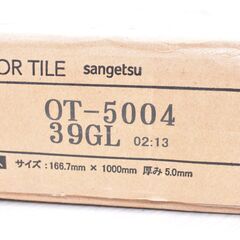 OR TILE sangetsu
OT-5004
39GL 02:13
サイズ:166.7mm × 1000mm 厚み5.0mm